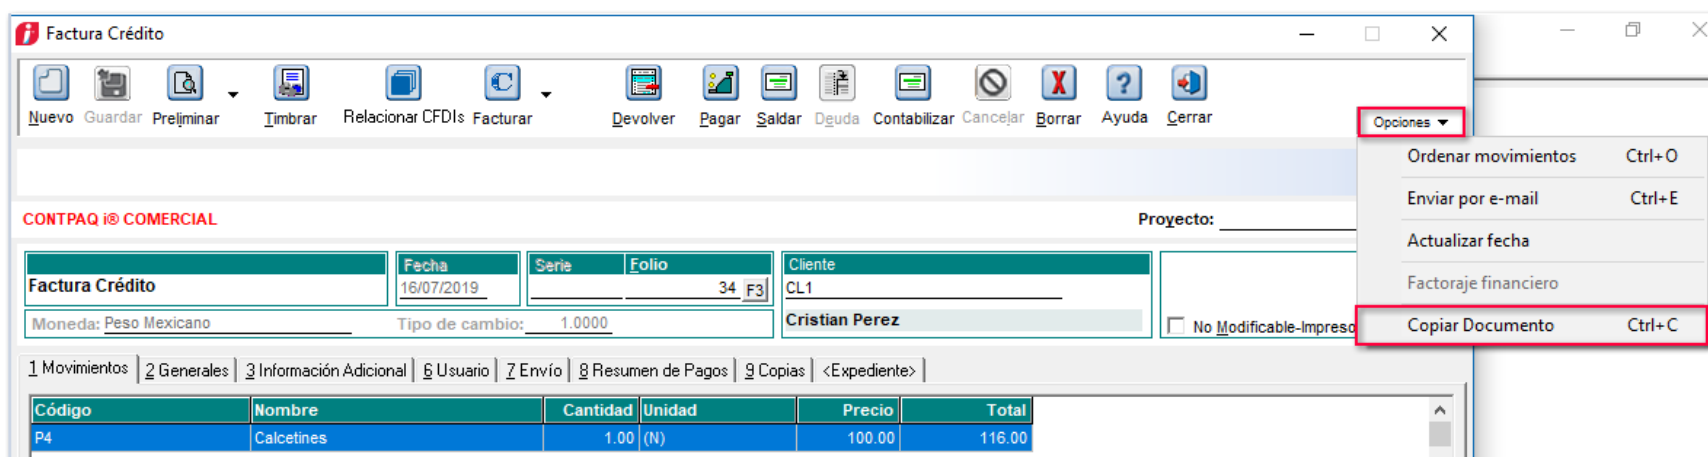 Factura Crédito
Nuevo Guardar Preliminar Timbrar Relacionar CFDIs Facturar Devolver Pagar Saldar Deuda Contabilizar Cancelar Borrar Ayuda Cerrar
Opciones
Ordenar movimientos Ctrl+O
Enviar por e-mail Ctrl+E
Actualizar fecha
Factoraje financiero
Copiar Documento Ctrl+C
CONTPAQ i® COMERCIAL Proyecto:
Fecha Serie Folio Cliente
Factura Crédito 16/07/2019 34 F3 CL1
Moneda: Peso Mexicano Tipo de cambio: 1.0000 Cristian Perez
No Modificable-Impreso
1 Movimientos 2 Generales 3 Información Adicional 6 Usuario 7 Envío 8 Resumen de Pagos 9 Copias <Expediente>
Código Nombre Cantidad Unidad Precio Total
P4 Calcetines 1.00 (N) 100.00 116.00